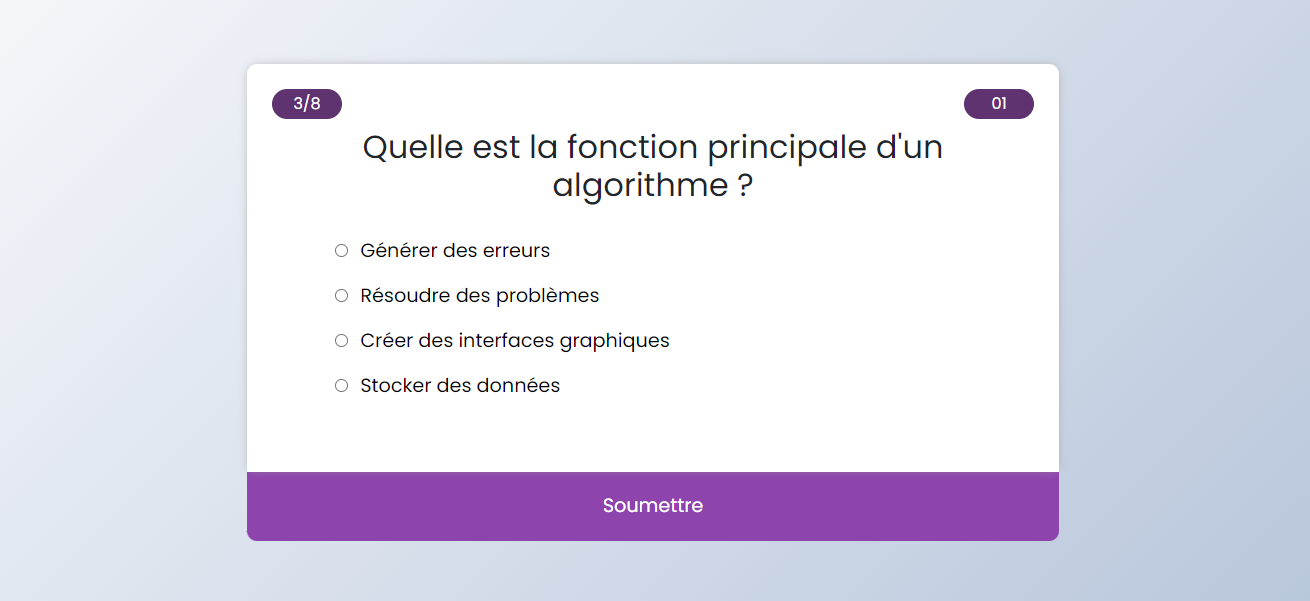 3/8
01
Quelle est la fonction principale d'un
algorithme ?
Générer des erreurs
Résoudre des problèmes
Créer des interfaces graphiques
Stocker des données
Soumettre